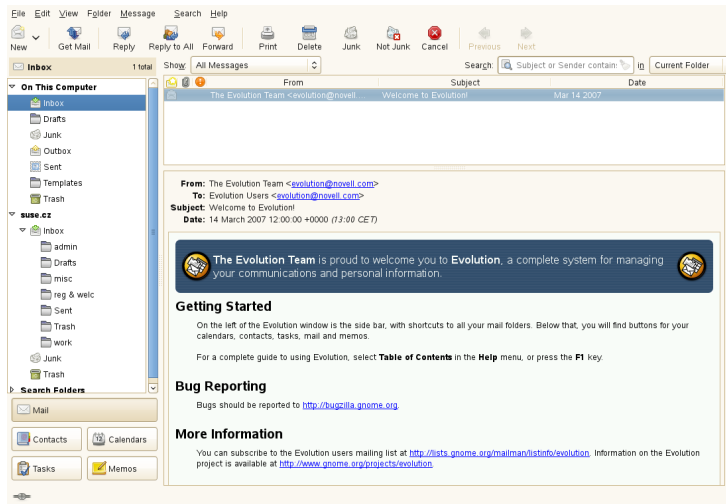 File Edit View Folder Message Search Help
New Get Mail Reply Reply to All Forward Print Delete Junk Not Junk Cancel Previous Next
Inbox 1 total Show: All Messages Search: Subject or Sender contains in Current Folder
On This Computer
Inbox
Drafts
Junk
Outbox
Sent
Templates
Trash
suse.cz
Inbox
admin
Drafts
misc
reg & welc
Sent
Trash
work
Junk
Trash
Search Folders
Mail
Contacts Calendars
Tasks Memos
From Subject Date
The Evolution Team <evolution@novell.... Welcome to Evolution! Mar 14 2007
From: The Evolution Team <evolution@novell.com>
To: Evolution Users <evolution@novell.com>
Subject: Welcome to Evolution!
Date: 14 March 2007 12:00:00 +0000 (13:00 CET)
The Evolution Team is proud to welcome you to Evolution, a complete system for managing
your communications and personal information.
Getting Started
On the left of the Evolution window is the side bar, with shortcuts to all your mail folders. Below that, you will find buttons for your
calendars, contacts, tasks, mail and memos.
For a complete guide to using Evolution, select Table of Contents in the Help menu, or press the F1 key.
Bug Reporting
Bugs should be reported to http://bugzilla.gnome.org.
More Information
You can subscribe to the Evolution users mailing list at http://lists.gnome.org/mailman/listinfo/evolution. Information on the Evolution
project is available at http://www.gnome.org/projects/evolution.